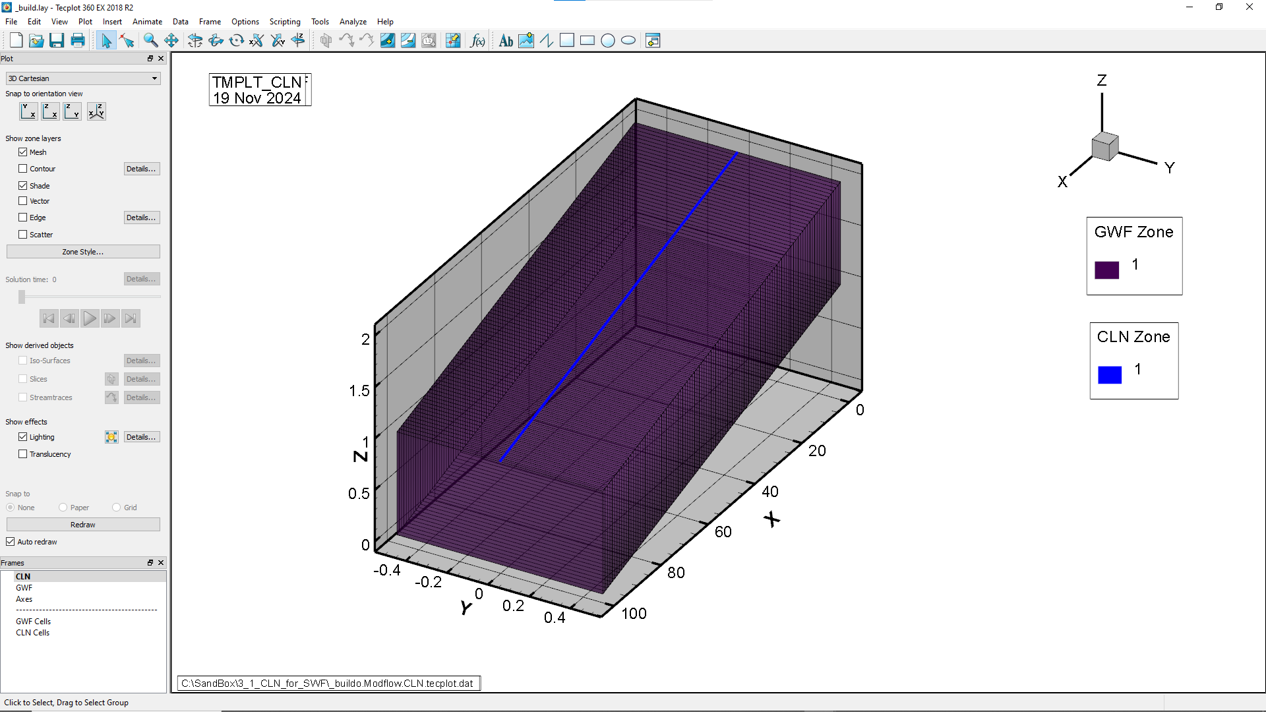 _build.lay - Tecplot 360 EX 2018 R2
File Edit View Plot Insert Animate Data Frame Options Scripting Tools Analyze Help
Plot
3D Cartesian
Snap to orientation view
Show zone layers
Mesh
Contour Details...
Shade
Vector
Edge Details...
Scatter
Zone Style...
Solution time: 0 Details...
Show derived objects
Iso-Surfaces Details...
Slices Details...
Streamtraces Details...
Show effects
Lighting Details...
Translucency
Snap to
None Paper Grid
Redraw
Auto redraw
Frames
CLN
GWF
Axes
GWF Cells
CLN Cells
TMPLT_CLN
19 Nov 2024
Z
X
Y
GWF Zone
1
CLN Zone
1
2
1.5
1
0.5
0
Z
-0.4
-0.2
0
0.2
0.4
Y
0
20
40
60
80
100
X
C:\SandBox\3_1_CLN_for_SWF\_buildo.Modflow.CLN.tecplot.dat
Click to Select, Drag to Select Group